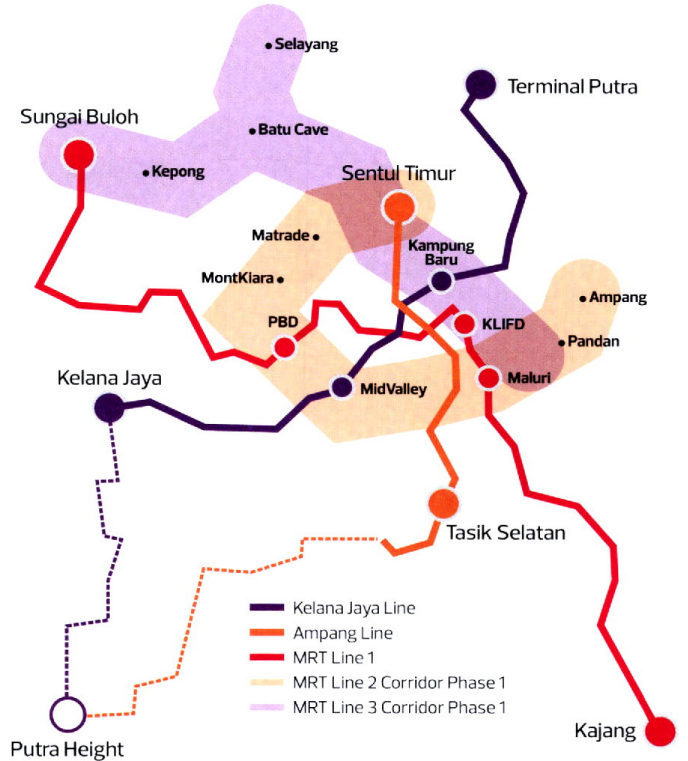 Selayang
Terminal Putra
Sungai Buloh
Batu Cave
Kepong
Sentul Timur
Matrade
Kampung
Baru
MontKiara
Ampang
PBD
KLIFD
Pandan
Kelana Jaya
MidValley
Maluri
Tasik Selatan
Kelana Jaya Line
Ampang Line
MRT Line 1
MRT Line 2 Corridor Phase 1
MRT Line 3 Corridor Phase 1
Putra Height
Kajang